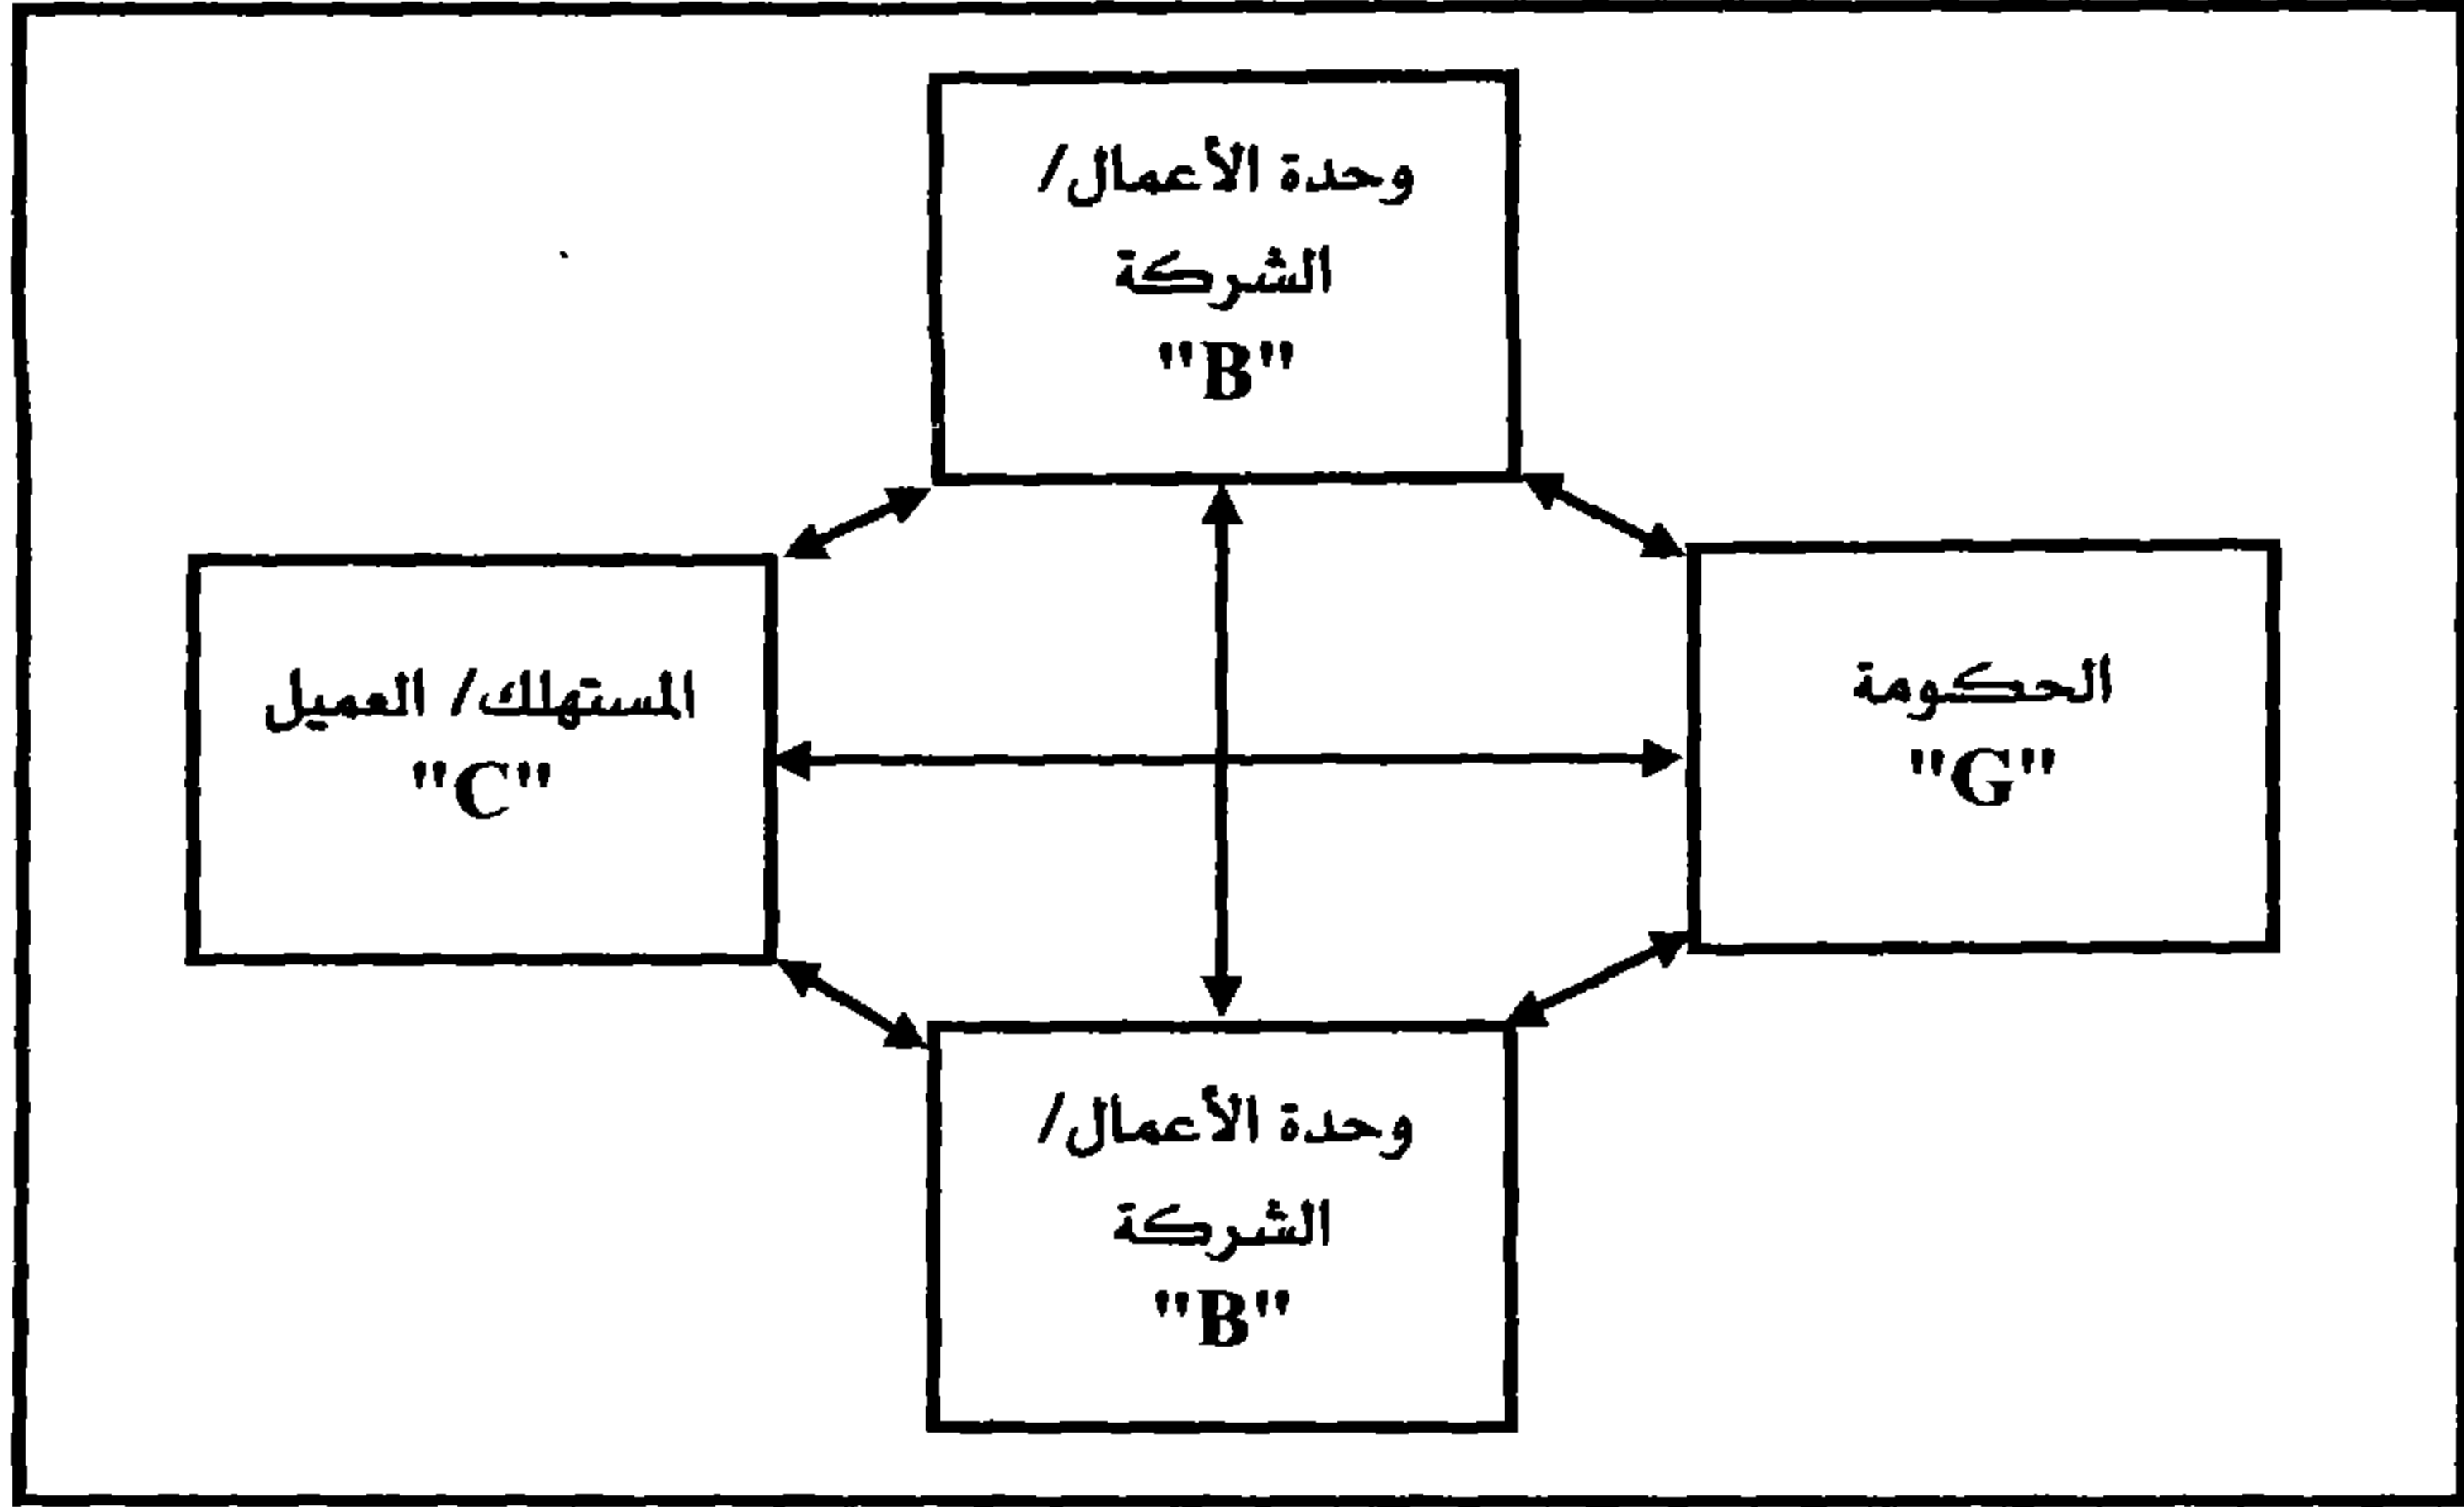 وحدة الأعمال/
الشركة
"B"
الحكومة
"G"
المستهلك/ العميل
"C"
وحدة الأعمال/
الشركة
"B"